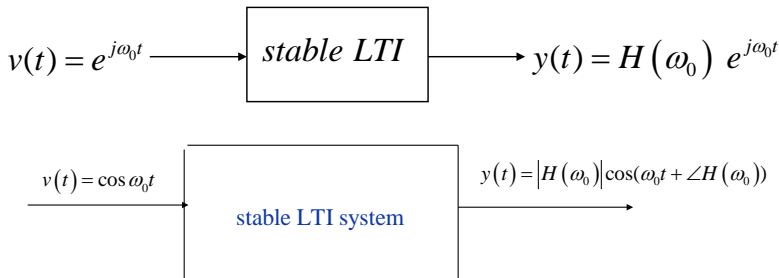 v(t) = e^{jω₀t} stable LTI y(t) = H(ω₀) e^{jω₀t}
v(t) = cos ω₀t y(t) = |H(ω₀)|cos(ω₀t + ∠H(ω₀))
stable LTI system